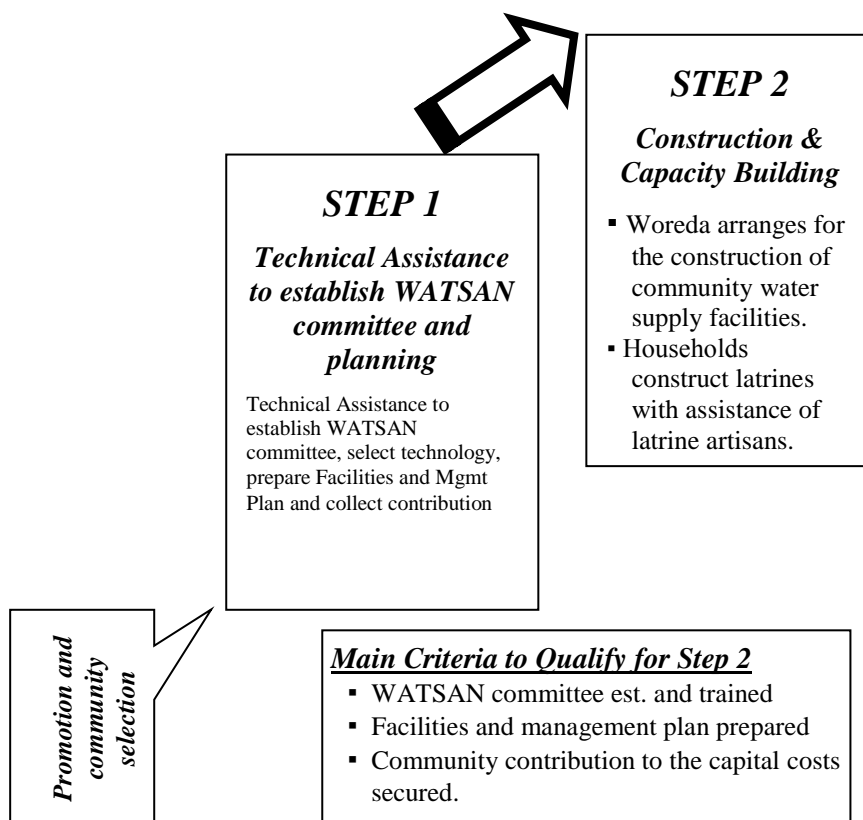 STEP 2
Construction &
Capacity Building
▪ Woreda arranges for
the construction of
community water
supply facilities.
▪ Households
construct latrines
with assistance of
latrine artisans.
STEP 1
Technical Assistance
to establish WATSAN
committee and
planning
Technical Assistance to
establish WATSAN
committee, select technology,
prepare Facilities and Mgmt
Plan and collect contribution
Promotion and
community
selection
Main Criteria to Qualify for Step 2
▪ WATSAN committee est. and trained
▪ Facilities and management plan prepared
▪ Community contribution to the capital costs
secured.